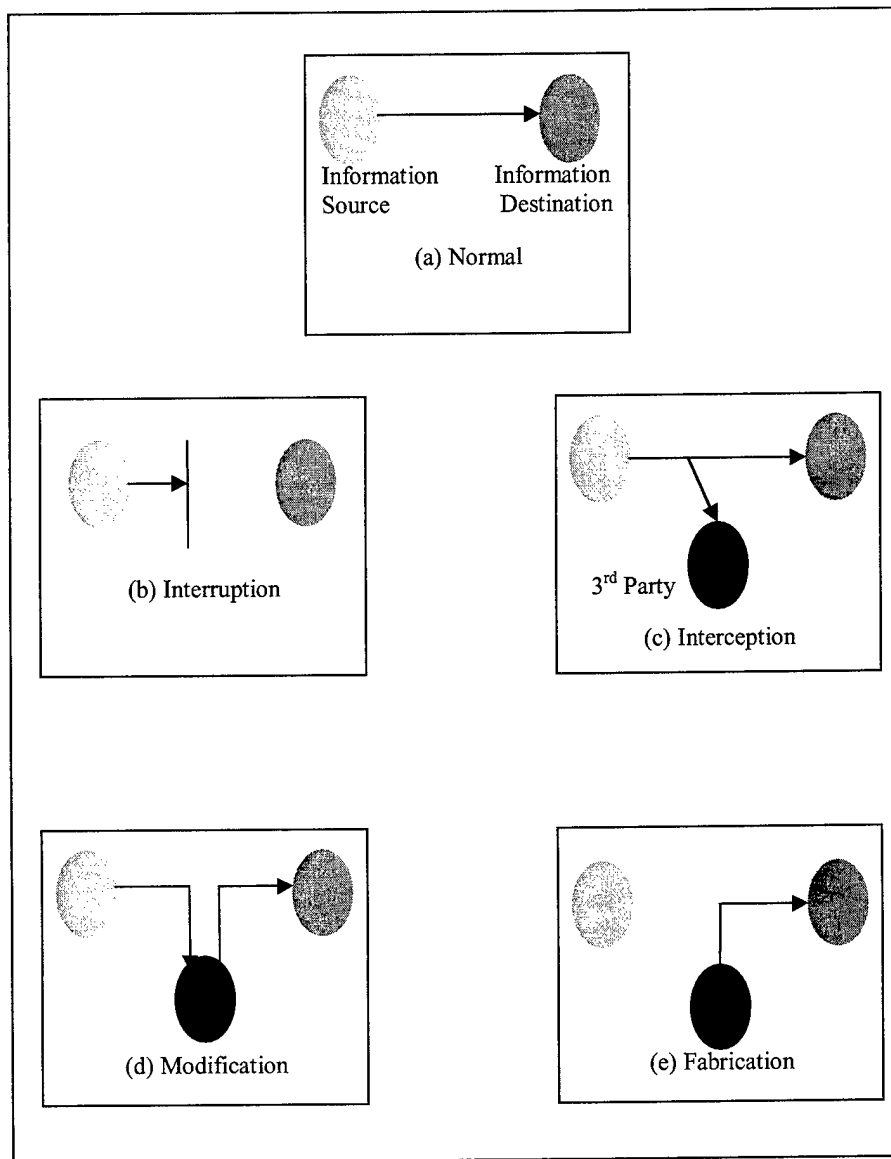 Information Information
Source Destination
(a) Normal
(b) Interruption
3rd Party
(c) Interception
(d) Modification
(e) Fabrication